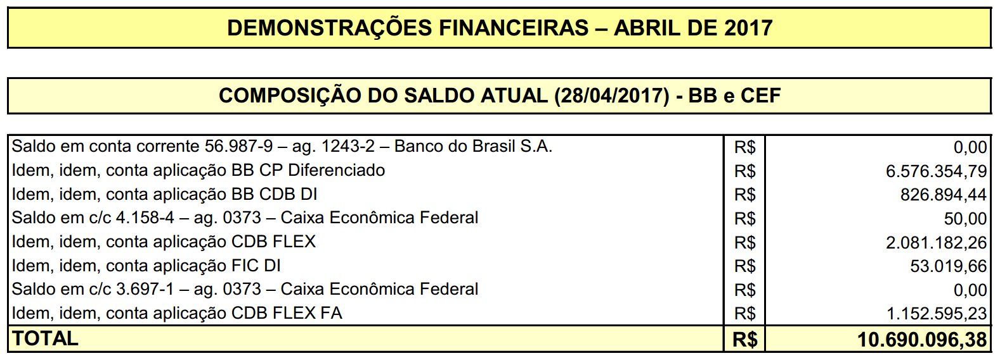 DEMONSTRAÇÕES FINANCEIRAS – ABRIL DE 2017
COMPOSIÇÃO DO SALDO ATUAL (28/04/2017) - BB e CEF
Saldo em conta corrente 56.987-9 – ag. 1243-2 – Banco do Brasil S.A. R$ 0,00
Idem, idem, conta aplicação BB CP Diferenciado R$ 6.576.354,79
Idem, idem, conta aplicação BB CDB DI R$ 826.894,44
Saldo em c/c 4.158-4 – ag. 0373 – Caixa Econômica Federal R$ 50,00
Idem, idem, conta aplicação CDB FLEX R$ 2.081.182,26
Idem, idem, conta aplicação FIC DI R$ 53.019,66
Saldo em c/c 3.697-1 – ag. 0373 – Caixa Econômica Federal R$ 0,00
Idem, idem, conta aplicação CDB FLEX FA R$ 1.152.595,23
TOTAL R$ 10.690.096,38